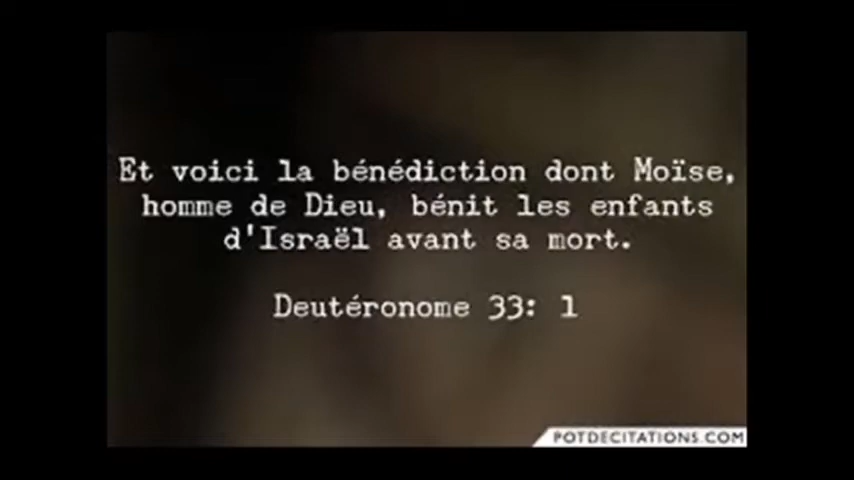 Et voici la bénédiction dont Moïse,
homme de Dieu, bénit les enfants
d'Israël avant sa mort.
Deutéronome 33: 1
POTDECITATIONS.COM